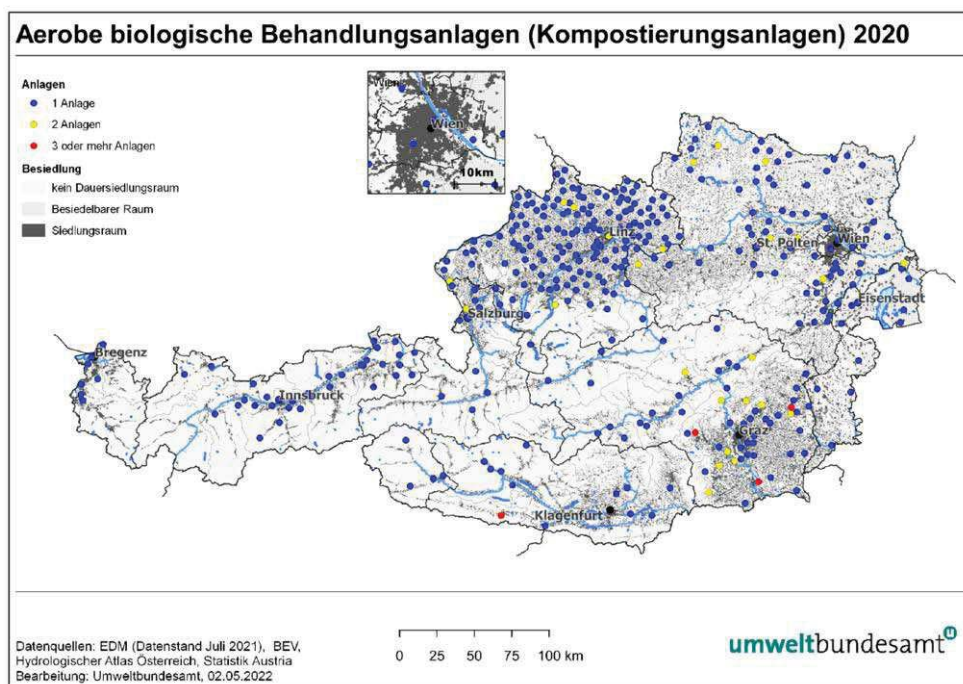 Aerobe biologische Behandlungsanlagen (Kompostierungsanlagen) 2020
Anlagen
1 Anlage
2 Anlagen
3 oder mehr Anlagen
Besiedlung
kein Dauersiedlungsraum
Besiedelbarer Raum
Siedlungsraum
Wien
Wien
10km
Linz
St. Pölten
Wien
Eisenstadt
Salzburg
Bregenz
Innsbruck
Graz
Klagenfurt
Datenquellen: EDM (Datenstand Juli 2021), BEV,
Hydrologischer Atlas Österreich, Statistik Austria
Bearbeitung: Umweltbundesamt, 02.05.2022
0 25 50 75 100 km
umweltbundesamt u